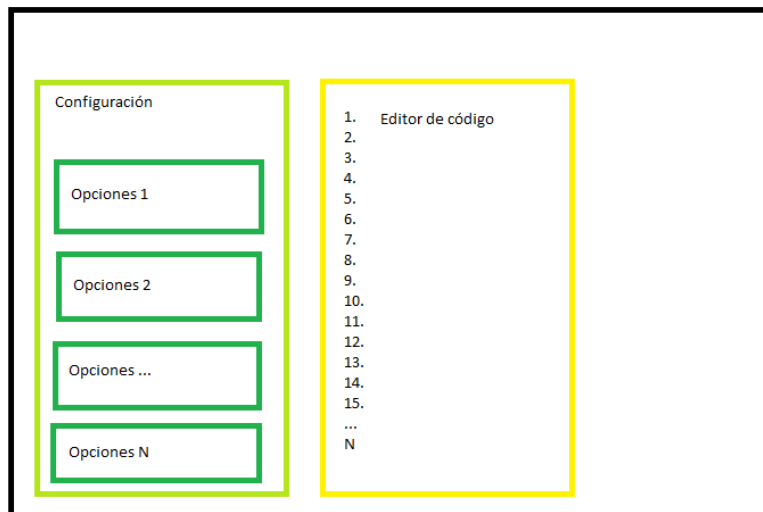 Configuración
Opciones 1
Opciones 2
Opciones ...
Opciones N
1. Editor de código
2.
3.
4.
5.
6.
7.
8.
9.
10.
11.
12.
13.
14.
15.
...
N